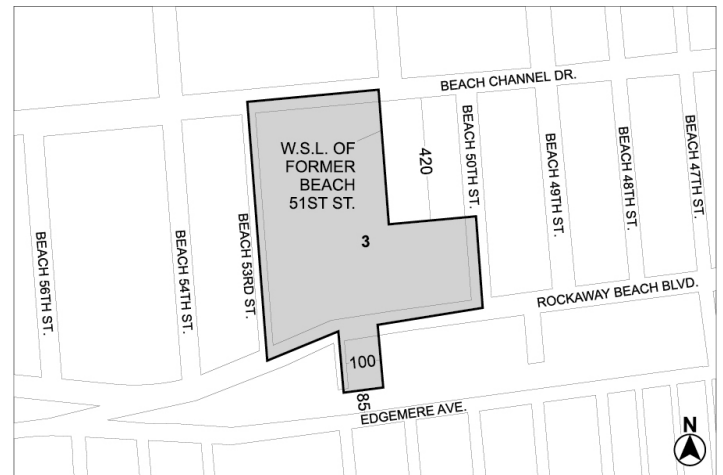 BEACH CHANNEL DR.
W.S.L. OF
FORMER
BEACH
51ST ST.
420
BEACH 50TH ST.
BEACH 49TH ST.
BEACH 48TH ST.
BEACH 47TH ST.
BEACH 56TH ST.
BEACH 54TH ST.
BEACH 53RD ST.
3
ROCKAWAY BEACH BLVD.
100
85
EDGEMERE AVE.
N